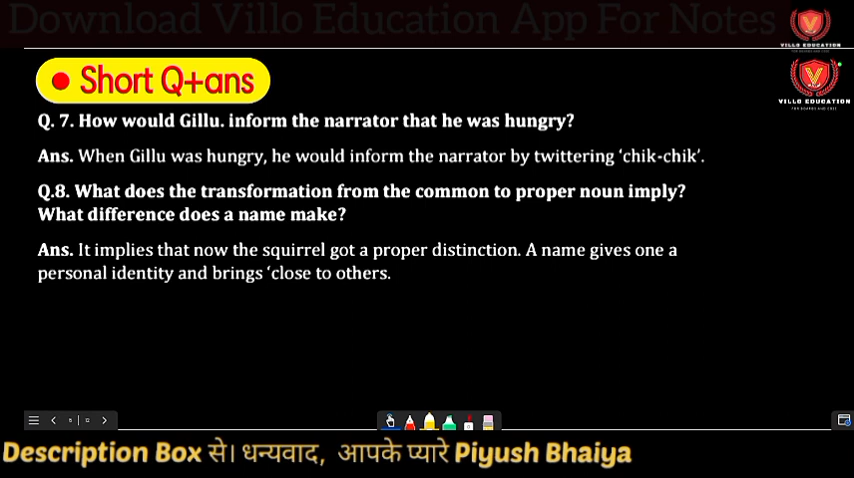 Download Villo Education App For Notes
VILLO EDUCATION
VILLO EDUCATION
Short Q+ans
Q. 7. How would Gillu. inform the narrator that he was hungry?
Ans. When Gillu was hungry, he would inform the narrator by twittering ‘chik-chik’.
Q.8. What does the transformation from the common to proper noun imply?
What difference does a name make?
Ans. It implies that now the squirrel got a proper distinction. A name gives one a
personal identity and brings ‘close to others.
Description Box से। धन्यवाद, आपके प्यारे Piyush Bhaiya